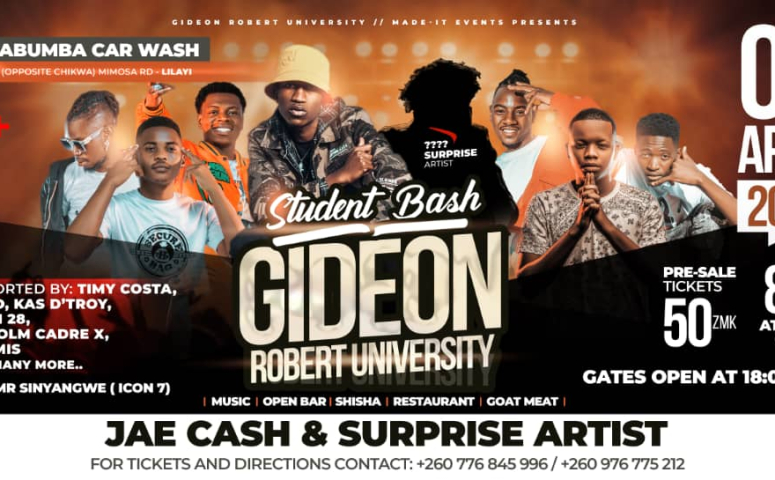 GIDEON ROBERT UNIVERSITY // MADE-IT EVENTS PRESENTS
ABUMBA CAR WASH
(OPPOSITE CHIKWA) MIMOSA RD - LILAYI
????
SURPRISE
ARTIST
Student Bash
GIDEON
ROBERT UNIVERSITY
ORTED BY: TIMY COSTA,
KAS D'TROY,
28,
OLM CADRE X,
MIS
MANY MORE..
MR SINYANGWE ( ICON 7)
PRE-SALE
TICKETS
50 ZMK
GATES OPEN AT 18:0
| MUSIC | OPEN BAR | SHISHA | RESTAURANT | GOAT MEAT |
JAE CASH & SURPRISE ARTIST
FOR TICKETS AND DIRECTIONS CONTACT: +260 776 845 996 / +260 976 775 212